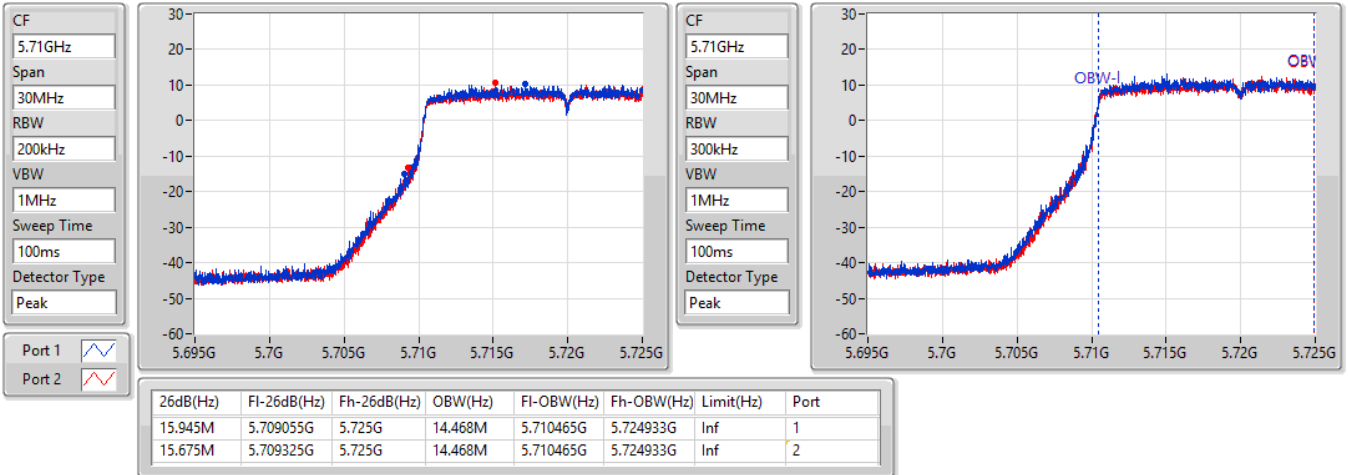 CF
5.71GHz
Span
30MHz
RBW
200kHz
VBW
1MHz
Sweep Time
100ms
Detector Type
Peak
Port 1
Port 2
30
20
10
0
-10
-20
-30
-40
-50
-60
5.695G 5.7G 5.705G 5.71G 5.715G 5.72G 5.725G
CF
5.71GHz
Span
30MHz
RBW
300kHz
VBW
1MHz
Sweep Time
100ms
Detector Type
Peak
30
20
10
0
-10
-20
-30
-40
-50
-60
OBW-l
OBW
5.695G 5.7G 5.705G 5.71G 5.715G 5.72G 5.725G
26dB(Hz) Fl-26dB(Hz) Fh-26dB(Hz) OBW(Hz) Fl-OBW(Hz) Fh-OBW(Hz) Limit(Hz) Port
15.945M 5.709055G 5.725G 14.468M 5.710465G 5.724933G Inf 1
15.675M 5.709325G 5.725G 14.468M 5.710465G 5.724933G Inf 2